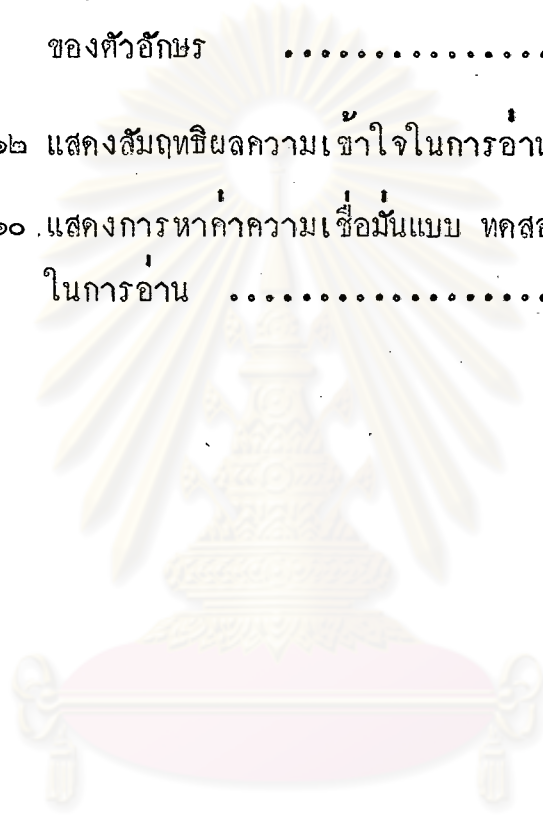 ของตัวอักษร ...............
๑๒ แสดงสัมฤทธิผลความเข้าใจในการอ่าน
๑๐ แสดงการหาค่าความเชื่อมั่นแบบ ทดสอ
ในการอ่าน ..................